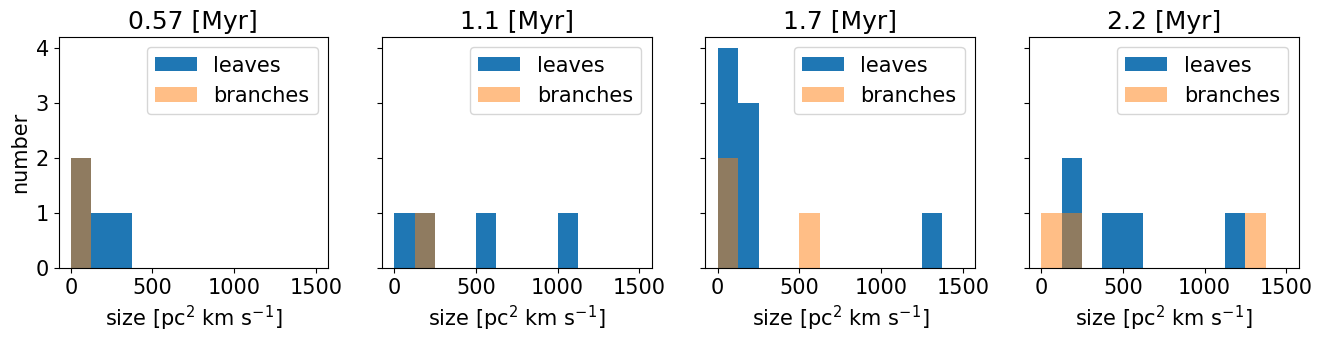 0.57 [Myr]
1.1 [Myr]
1.7 [Myr]
2.2 [Myr]
number
4
3
2
1
0
leaves
branches
leaves
branches
leaves
branches
leaves
branches
0 500 1000 1500
0 500 1000 1500
0 500 1000 1500
0 500 1000 1500
size [pc² km s⁻¹]
size [pc² km s⁻¹]
size [pc² km s⁻¹]
size [pc² km s⁻¹]